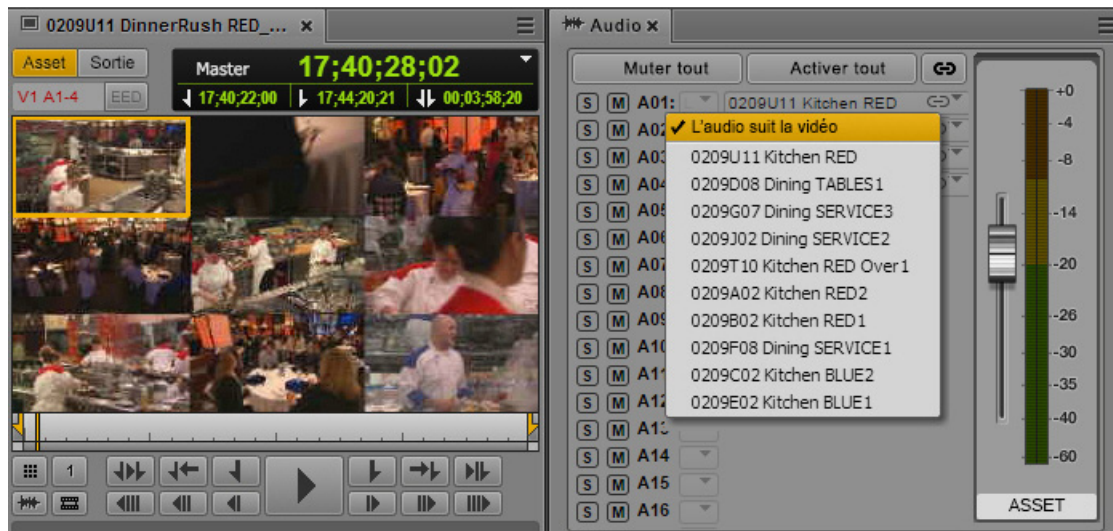 0209U11 DinnerRush RED_... ×
Asset Sortie
Master 17;40;28;02
V1 A1-4 EED
17;40;22;00 17;44;20;21 00;03;58;20
1
Audio ×
Muter tout Activer tout
S M A01: 0209U11 Kitchen RED
S M A02
S M A03
S M A04
S M A05
S M A06
S M A07
S M A08
S M A09
S M A10
S M A11
S M A12
S M A13
S M A14
S M A15
S M A16
✓ L'audio suit la vidéo
0209U11 Kitchen RED
0209D08 Dining TABLES1
0209G07 Dining SERVICE3
0209J02 Dining SERVICE2
0209T10 Kitchen RED Over1
0209A02 Kitchen RED2
0209B02 Kitchen RED1
0209F08 Dining SERVICE1
0209C02 Kitchen BLUE2
0209E02 Kitchen BLUE1
+0
-4
-8
-14
-20
-26
-30
-35
-40
-60
ASSET